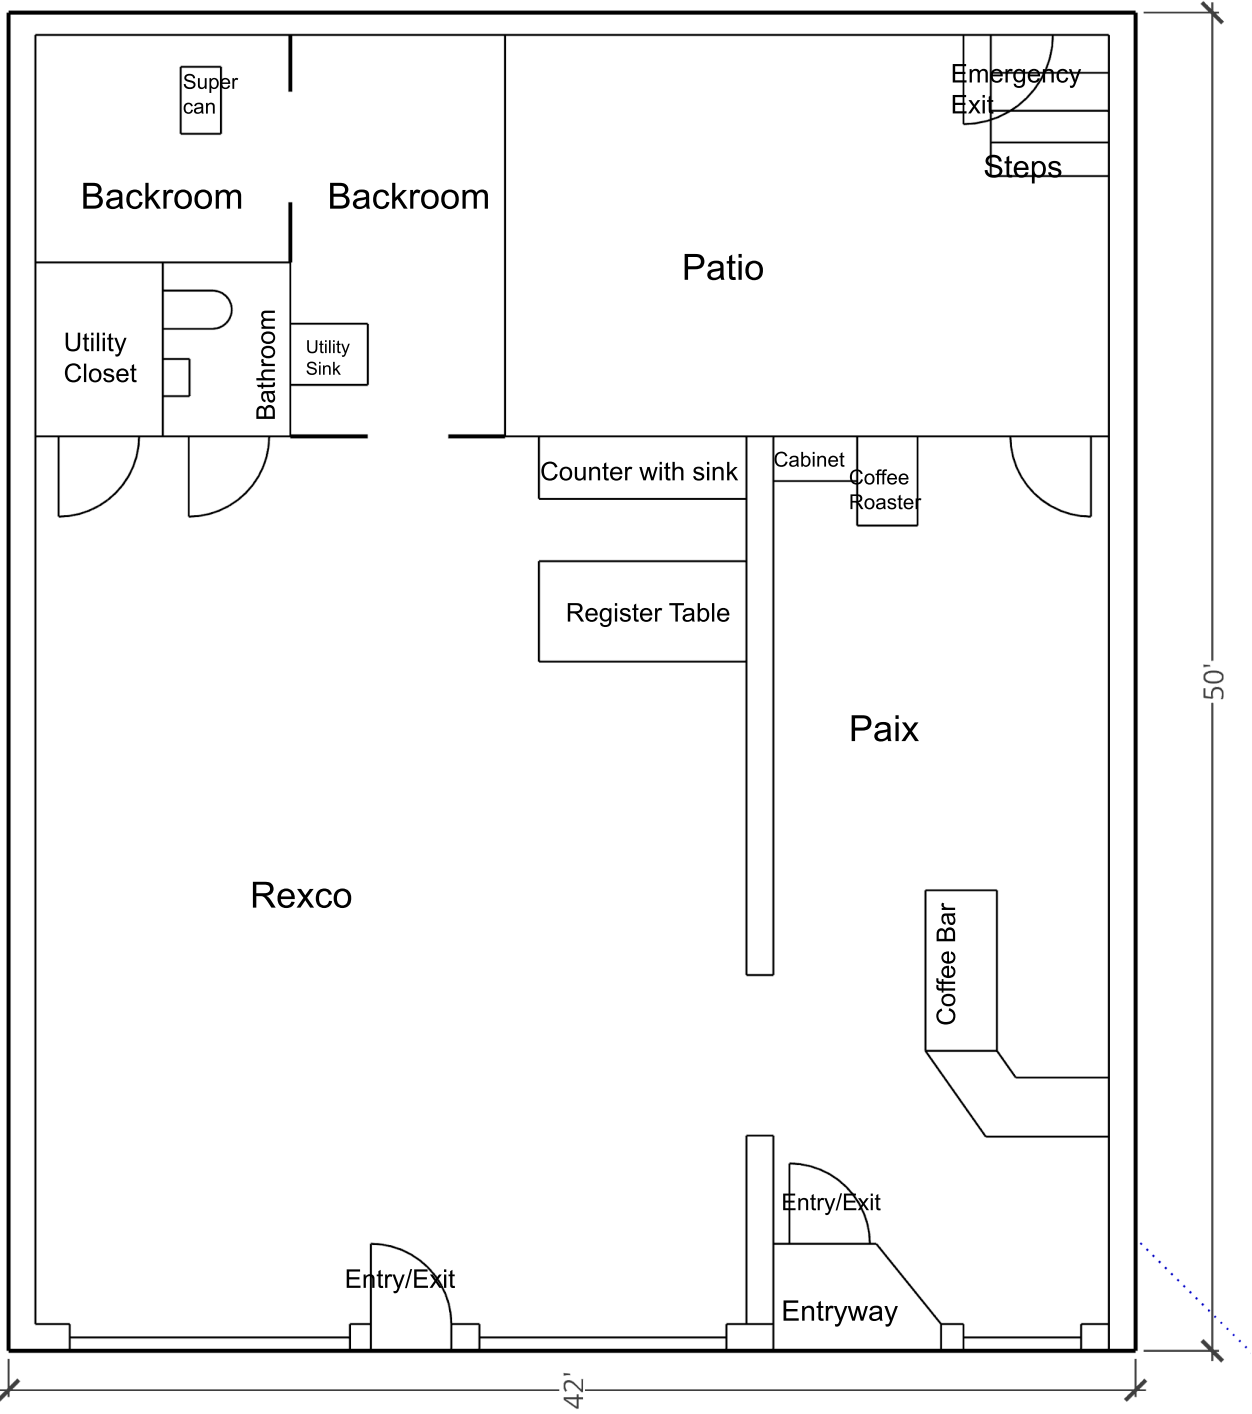 Super
can
Emergency
Exit
Steps
Backroom
Backroom
Patio
Utility
Closet
Bathroom
Utility
Sink
Counter with sink
Cabinet
Coffee
Roaster
Register Table
50'
Paix
Rexco
Coffee Bar
Entry/Exit
Entry/Exit
Entryway
42'